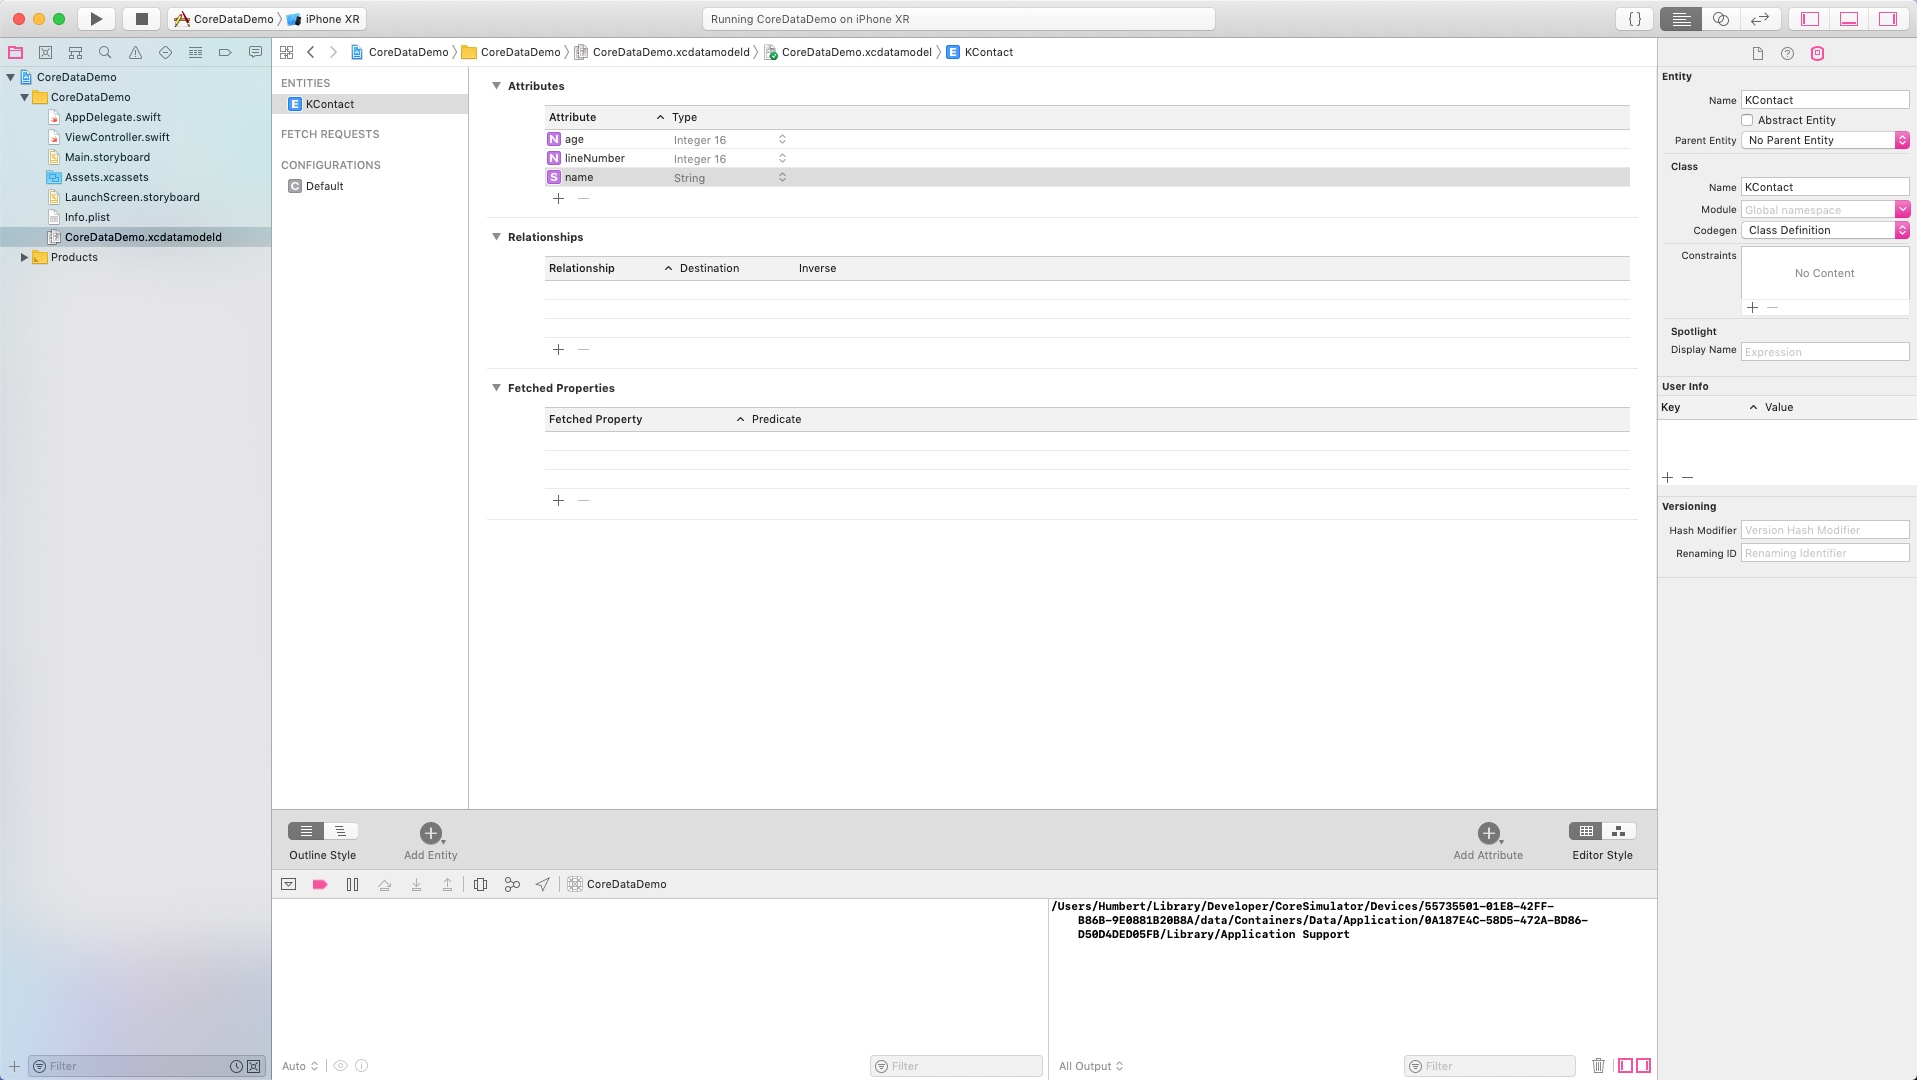 CoreDataDemo
iPhone XR
Running CoreDataDemo on iPhone XR
{ }
CoreDataDemo
CoreDataDemo
CoreDataDemo.xcdatamodeld
CoreDataDemo.xcdatamodel
E KContact
CoreDataDemo
CoreDataDemo
AppDelegate.swift
ViewController.swift
Main.storyboard
Assets.xcassets
LaunchScreen.storyboard
Info.plist
CoreDataDemo.xcdatamodeld
Products
Filter
ENTITIES
E KContact
FETCH REQUESTS
CONFIGURATIONS
C Default
Attributes
Attribute Type
N age Integer 16
N lineNumber Integer 16
S name String
Relationships
Relationship Destination Inverse
Fetched Properties
Fetched Property Predicate
Outline Style
Add Entity
Add Attribute
Editor Style
CoreDataDemo
/Users/Humbert/Library/Developer/CoreSimulator/Devices/55735501-01E8-42FF-
B86B-9E0881B20B8A/data/Containers/Data/Application/0A187E4C-58D5-472A-BD86-
D50D4DED05FB/Library/Application Support
Auto
Filter
All Output
Filter
Entity
Name KContact
Abstract Entity
Parent Entity No Parent Entity
Class
Name KContact
Module Global namespace
Codegen Class Definition
Constraints
No Content
Spotlight
Display Name Expression
User Info
Key Value
Versioning
Hash Modifier Version Hash Modifier
Renaming ID Renaming Identifier